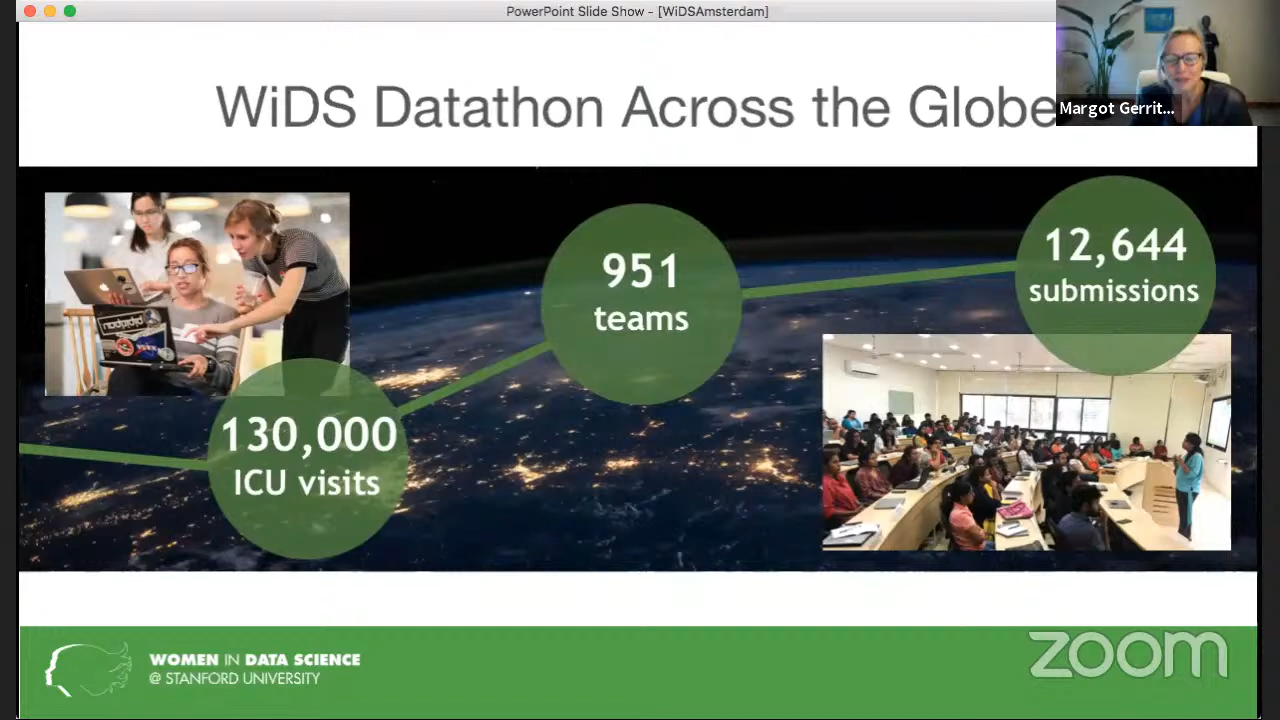 PowerPoint Slide Show - [WiDSAmsterdam]
WiDS Datathon Across the Globe
Margot Gerrit...
951
teams
12,644
submissions
130,000
ICU visits
WOMEN IN DATA SCIENCE
@ STANFORD UNIVERSITY
zoom